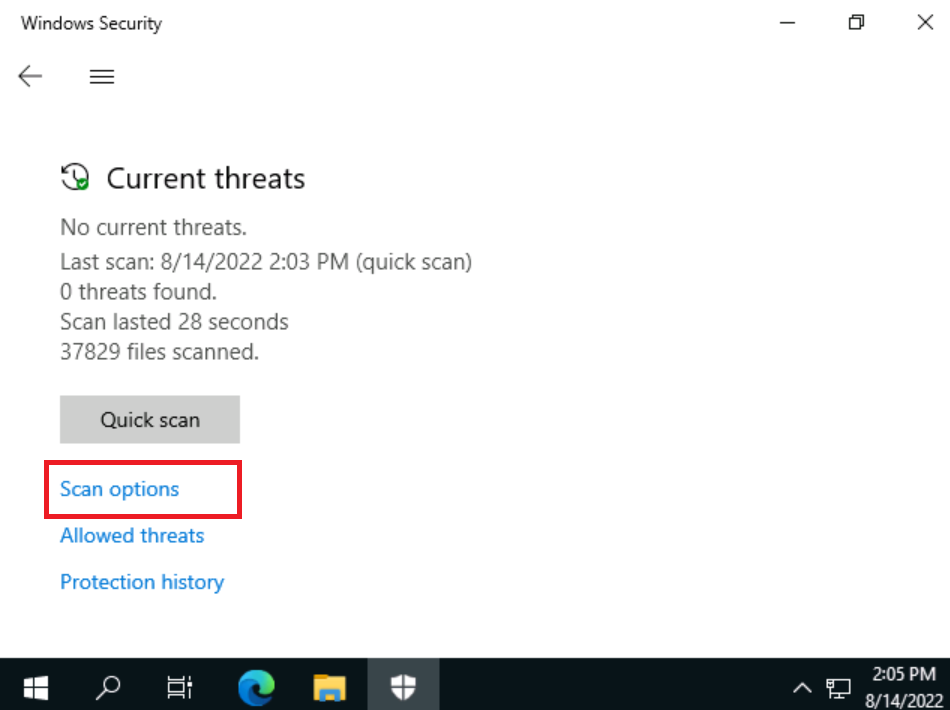 Windows Security
Current threats
No current threats.
Last scan: 8/14/2022 2:03 PM (quick scan)
0 threats found.
Scan lasted 28 seconds
37829 files scanned.
Quick scan
Scan options
Allowed threats
Protection history
2:05 PM
8/14/2022